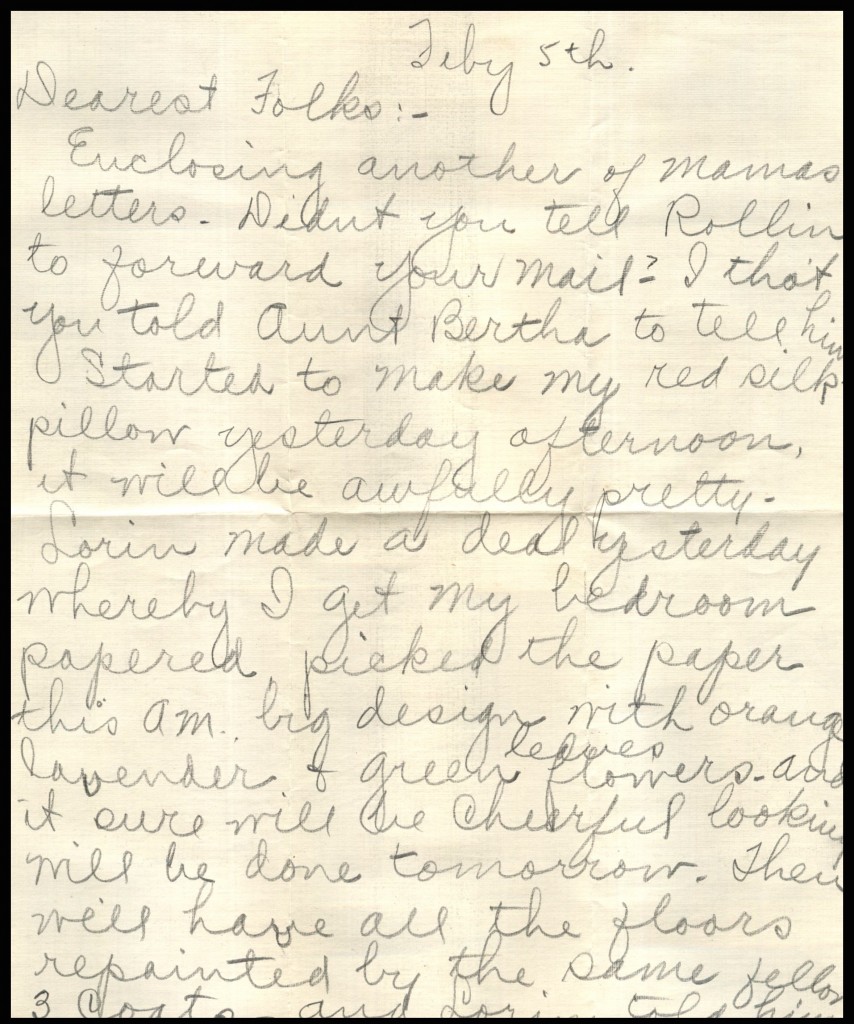 Feby 5th.
Dearest Folks:-
Enclosing another of mamas
letters. Didnt you tell Rollin
to forward your mail? I thot
you told Aunt Bertha to tell him
Started to make my red silk
pillow yesterday afternoon,
it will be awfully pretty.
Lorin made a deal yesterday
whereby I get my bedroom
papered, picked the paper
this am. big design with orange
leaves
lavender & green flowers. and
it sure will be cheerful looking
will be done tomorrow. Then
will have all the floors
repainted by the same fellow
3 Coats - and Lorin told him